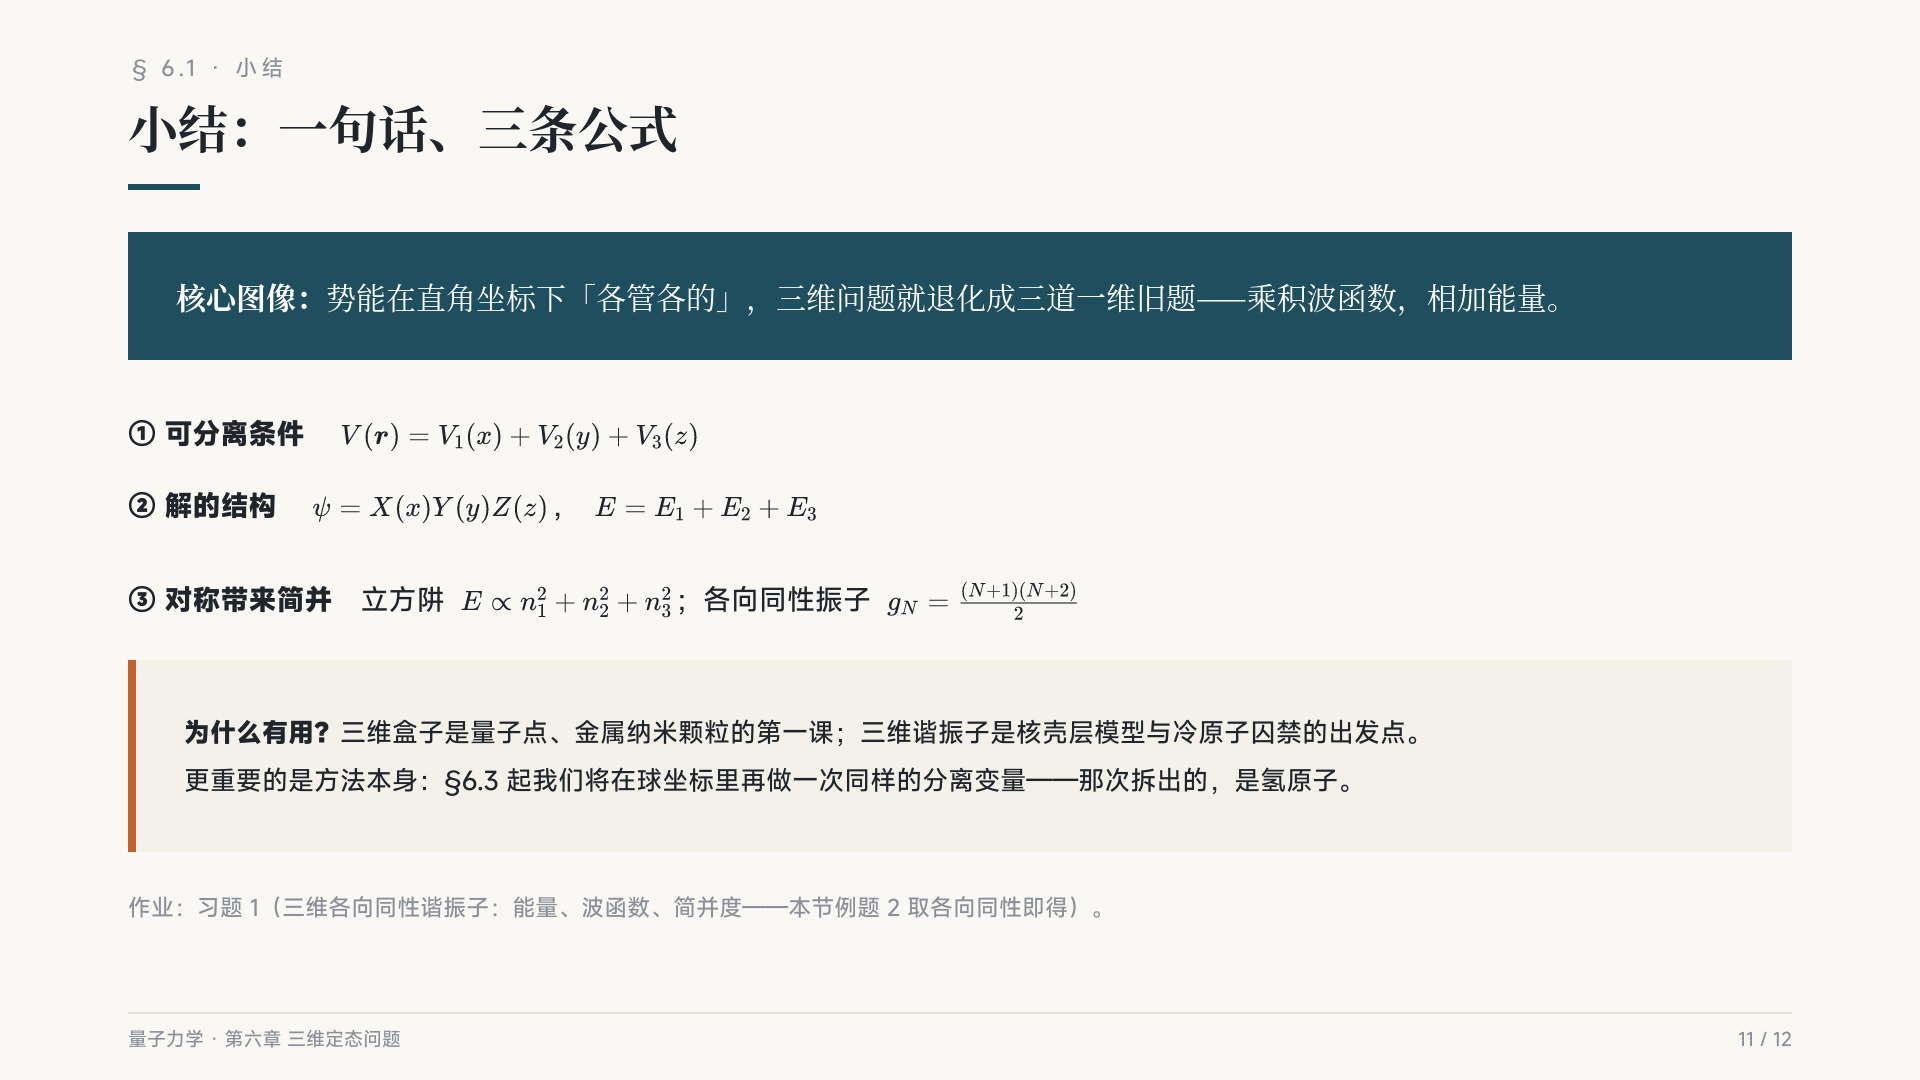 § 6.1 · 小结
小结：一句话、三条公式
核心图像：势能在直角坐标下「各管各的」，三维问题就退化成三道一维旧题——乘积波函数，相加能量。
① 可分离条件 V(r) = V₁(x) + V₂(y) + V₃(z)
② 解的结构 ψ = X(x)Y(y)Z(z)， E = E₁ + E₂ + E₃
③ 对称带来简并 立方阱 E ∝ n₁² + n₂² + n₃²；各向同性振子 g_N = (N+1)(N+2)/2
为什么有用？三维盒子是量子点、金属纳米颗粒的第一课；三维谐振子是核壳层模型与冷原子囚禁的出发点。
更重要的是方法本身：§6.3 起我们将在球坐标里再做一次同样的分离变量——那次拆出的，是氢原子。
作业：习题 1（三维各向同性谐振子：能量、波函数、简并度——本节例题 2 取各向同性即得）。
量子力学 · 第六章 三维定态问题
11 / 12